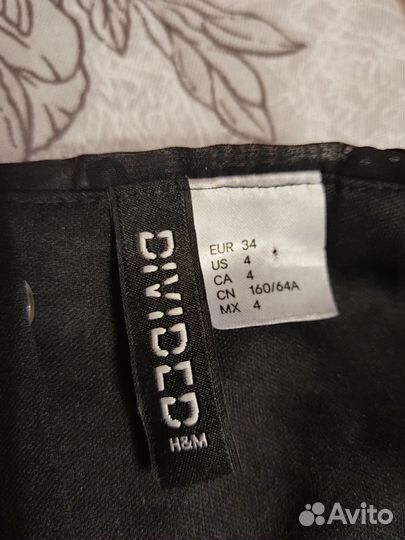 DIVIDED
H&M
EUR 34
US 4
CA 4
CN 160/64A
MX 4
Avito